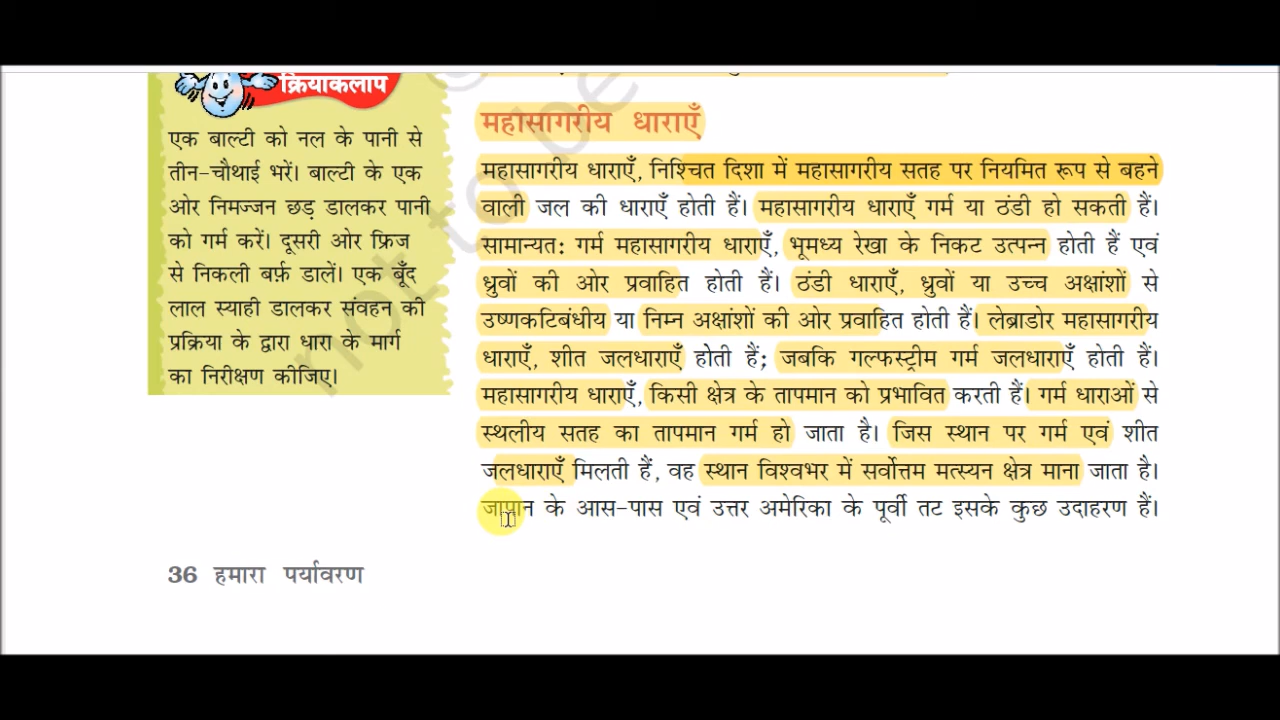 क्रियाकलाप
एक बाल्टी को नल के पानी से
तीन-चौथाई भरें। बाल्टी के एक
ओर निमज्जन छड़ डालकर पानी
को गर्म करें। दूसरी ओर फ्रिज
से निकली बर्फ़ डालें। एक बूँद
लाल स्याही डालकर संवहन की
प्रक्रिया के द्वारा धारा के मार्ग
का निरीक्षण कीजिए।
महासागरीय धाराएँ
महासागरीय धाराएँ, निश्चित दिशा में महासागरीय सतह पर नियमित रूप से बहने
वाली जल की धाराएँ होती हैं। महासागरीय धाराएँ गर्म या ठंडी हो सकती हैं।
सामान्यत: गर्म महासागरीय धाराएँ, भूमध्य रेखा के निकट उत्पन्न होती हैं एवं
ध्रुवों की ओर प्रवाहित होती हैं। ठंडी धाराएँ, ध्रुवों या उच्च अक्षांशों से
उष्णकटिबंधीय या निम्न अक्षांशों की ओर प्रवाहित होती हैं। लेब्राडोर महासागरीय
धाराएँ, शीत जलधाराएँ होती हैं; जबकि गल्फस्ट्रीम गर्म जलधाराएँ होती हैं।
महासागरीय धाराएँ, किसी क्षेत्र के तापमान को प्रभावित करती हैं। गर्म धाराओं से
स्थलीय सतह का तापमान गर्म हो जाता है। जिस स्थान पर गर्म एवं शीत
जलधाराएँ मिलती हैं, वह स्थान विश्वभर में सर्वोत्तम मत्स्यन क्षेत्र माना जाता है।
जापान के आस-पास एवं उत्तर अमेरिका के पूर्वी तट इसके कुछ उदाहरण हैं।
36 हमारा पर्यावरण
not to be